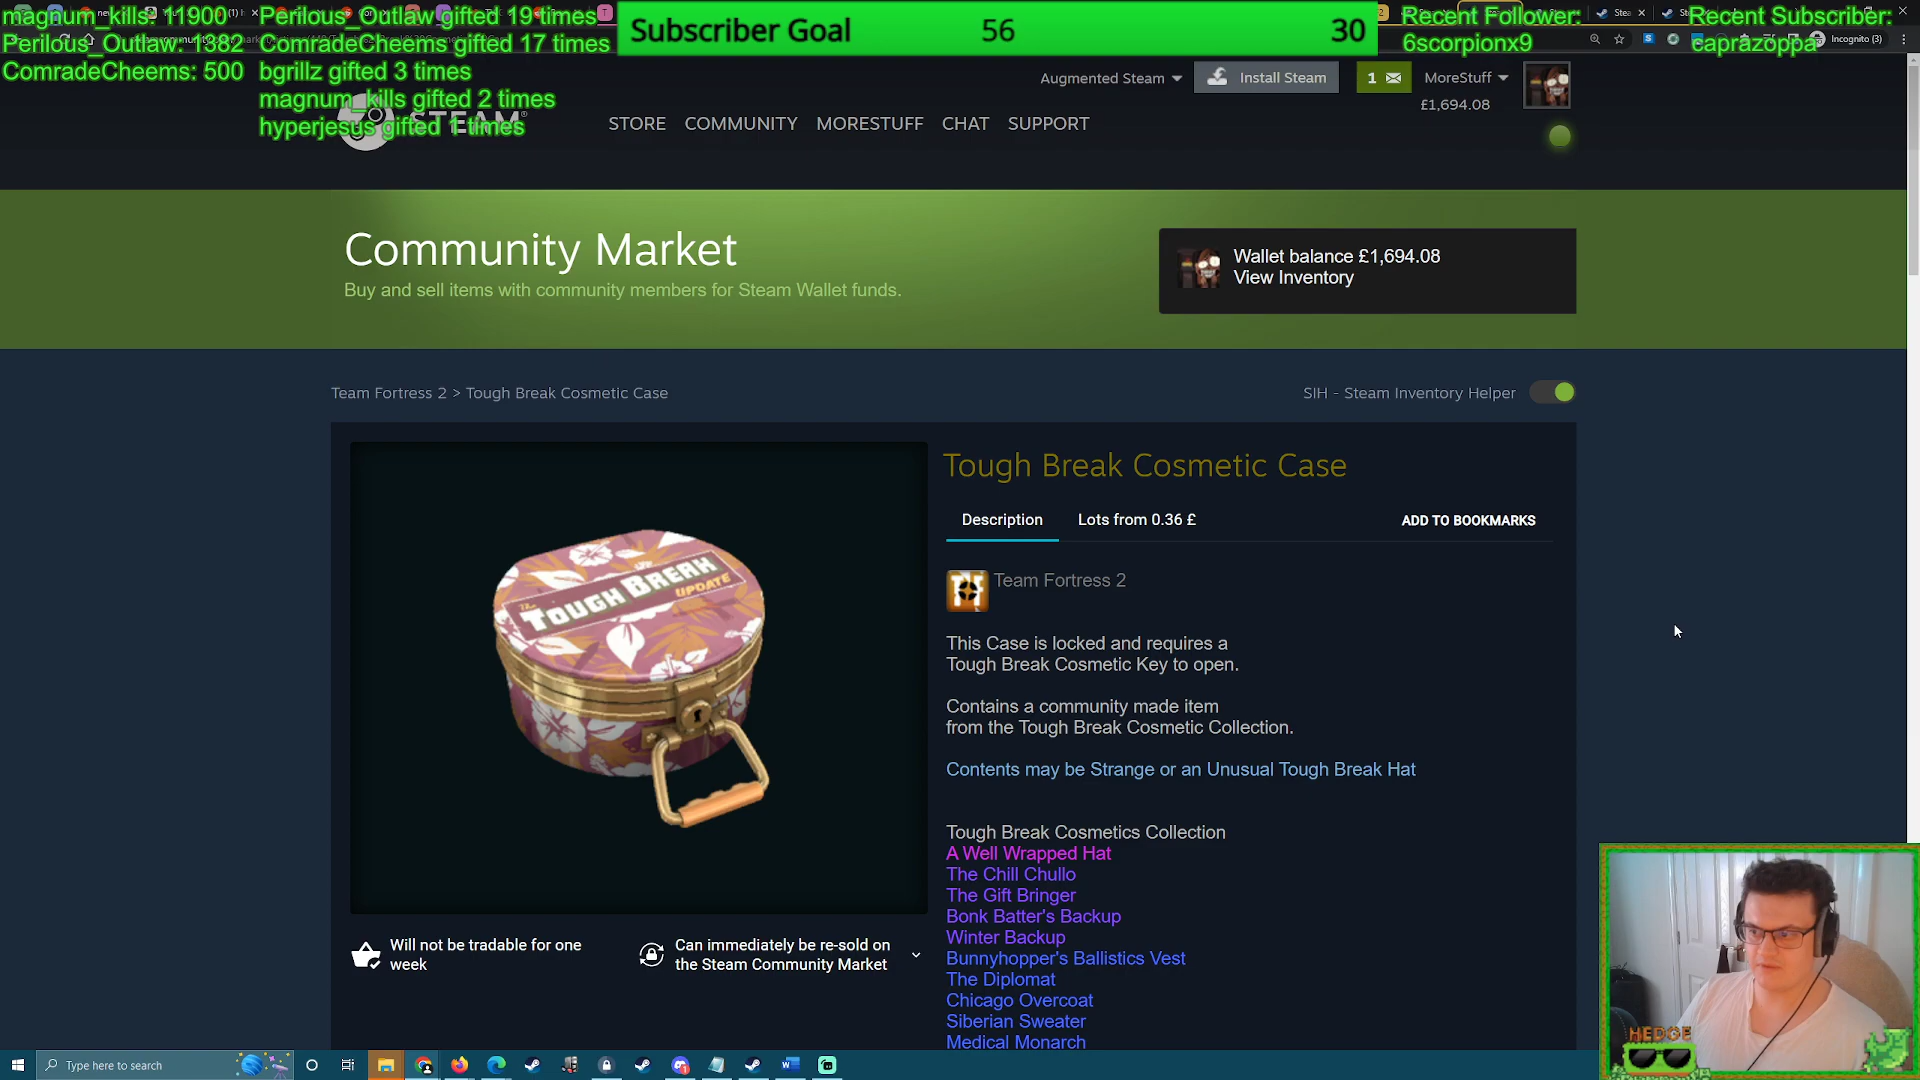 magnum_kills: 11900
Perilous_Outlaw: 1382
ComradeCheems: 500
Perilous_Outlaw gifted 19 times
ComradeCheems gifted 17 times
bgrillz gifted 3 times
magnum_kills gifted 2 times
hyperjesus gifted 1 times
Subscriber Goal 56 30
Recent Follower:
6scorpionx9
Recent Subscriber:
caprazoppa
Incognito (3)
Augmented Steam
Install Steam
1
MoreStuff
£1,694.08
STEAM
STORE
COMMUNITY
MORESTUFF
CHAT
SUPPORT
Community Market
Buy and sell items with community members for Steam Wallet funds.
Wallet balance £1,694.08
View Inventory
Team Fortress 2 > Tough Break Cosmetic Case
SIH - Steam Inventory Helper
The
TOUGH BREAK
UPDATE
Tough Break Cosmetic Case
Description
Lots from 0.36 £
ADD TO BOOKMARKS
Team Fortress 2
This Case is locked and requires a
Tough Break Cosmetic Key to open.
Contains a community made item
from the Tough Break Cosmetic Collection.
Contents may be Strange or an Unusual Tough Break Hat
Tough Break Cosmetics Collection
A Well Wrapped Hat
The Chill Chullo
The Gift Bringer
Bonk Batter's Backup
Winter Backup
Bunnyhopper's Ballistics Vest
The Diplomat
Chicago Overcoat
Siberian Sweater
Medical Monarch
Will not be tradable for one
week
Can immediately be re-sold on
the Steam Community Market
HEDGE
Type here to search